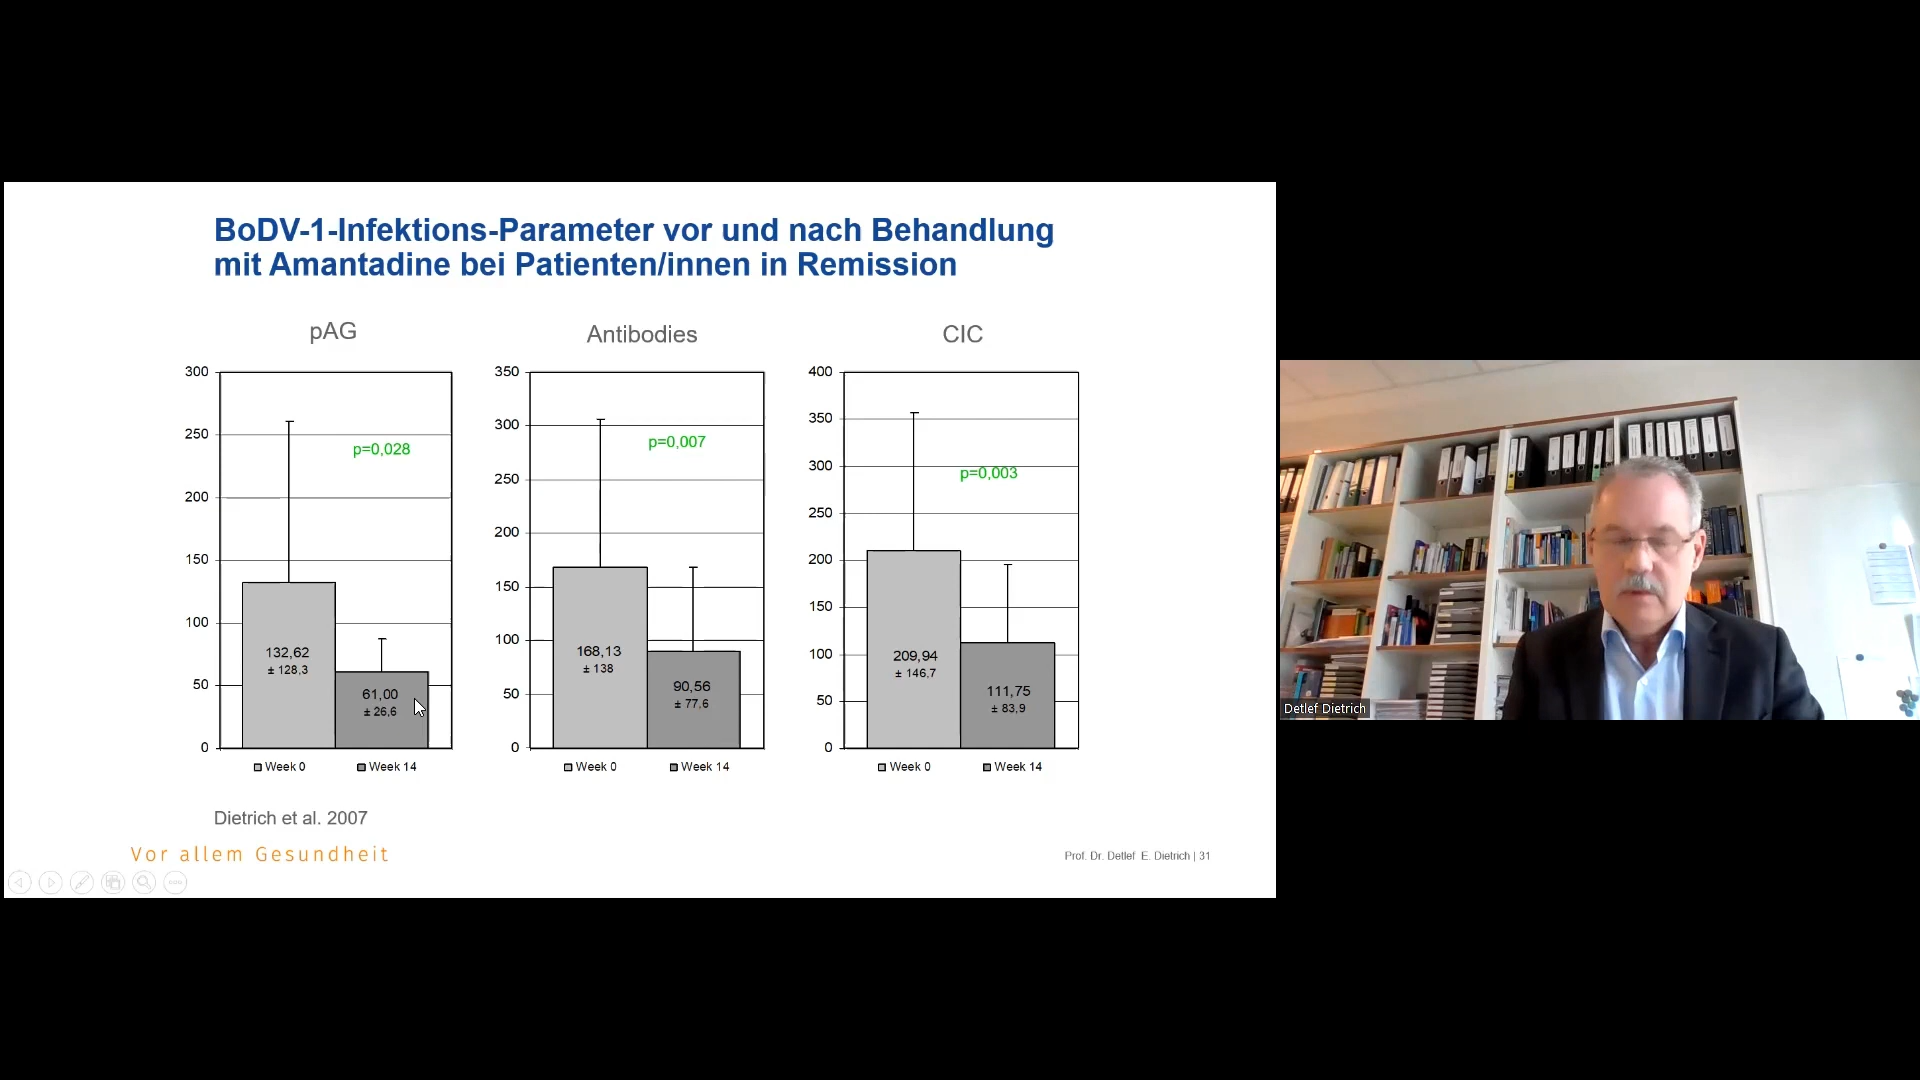 BoDV-1-Infektions-Parameter vor und nach Behandlung
mit Amantadine bei Patienten/innen in Remission
pAG
300
250
200
150
100
50
0
p=0,028
132,62
± 128,3
61,00
± 26,6
Week 0
Week 14
Antibodies
350
300
250
200
150
100
50
0
p=0,007
168,13
± 138
90,56
± 77,6
Week 0
Week 14
CIC
400
350
300
250
200
150
100
50
0
p=0,003
209,94
± 146,7
111,75
± 83,9
Week 0
Week 14
Dietrich et al. 2007
Vor allem Gesundheit
Prof. Dr. Detlef E. Dietrich | 31
Detlef Dietrich